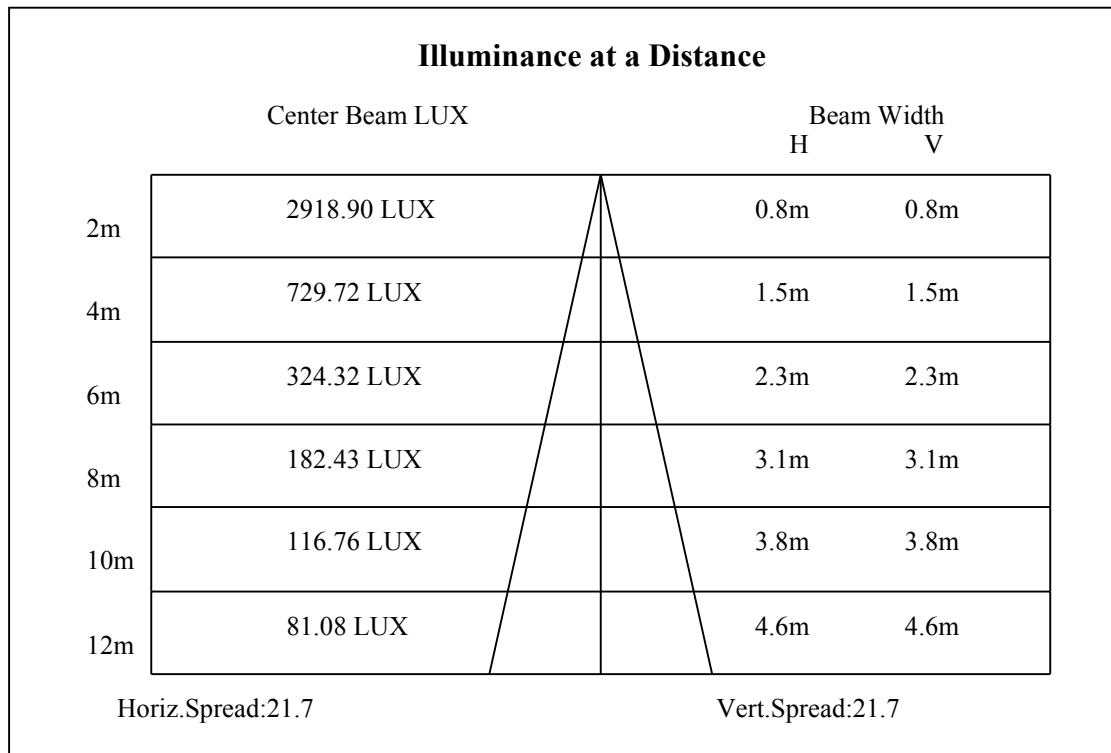 Illuminance at a Distance
Center Beam LUX Beam Width
H V
2m 2918.90 LUX 0.8m 0.8m
4m 729.72 LUX 1.5m 1.5m
6m 324.32 LUX 2.3m 2.3m
8m 182.43 LUX 3.1m 3.1m
10m 116.76 LUX 3.8m 3.8m
12m 81.08 LUX 4.6m 4.6m
Horiz.Spread:21.7 Vert.Spread:21.7